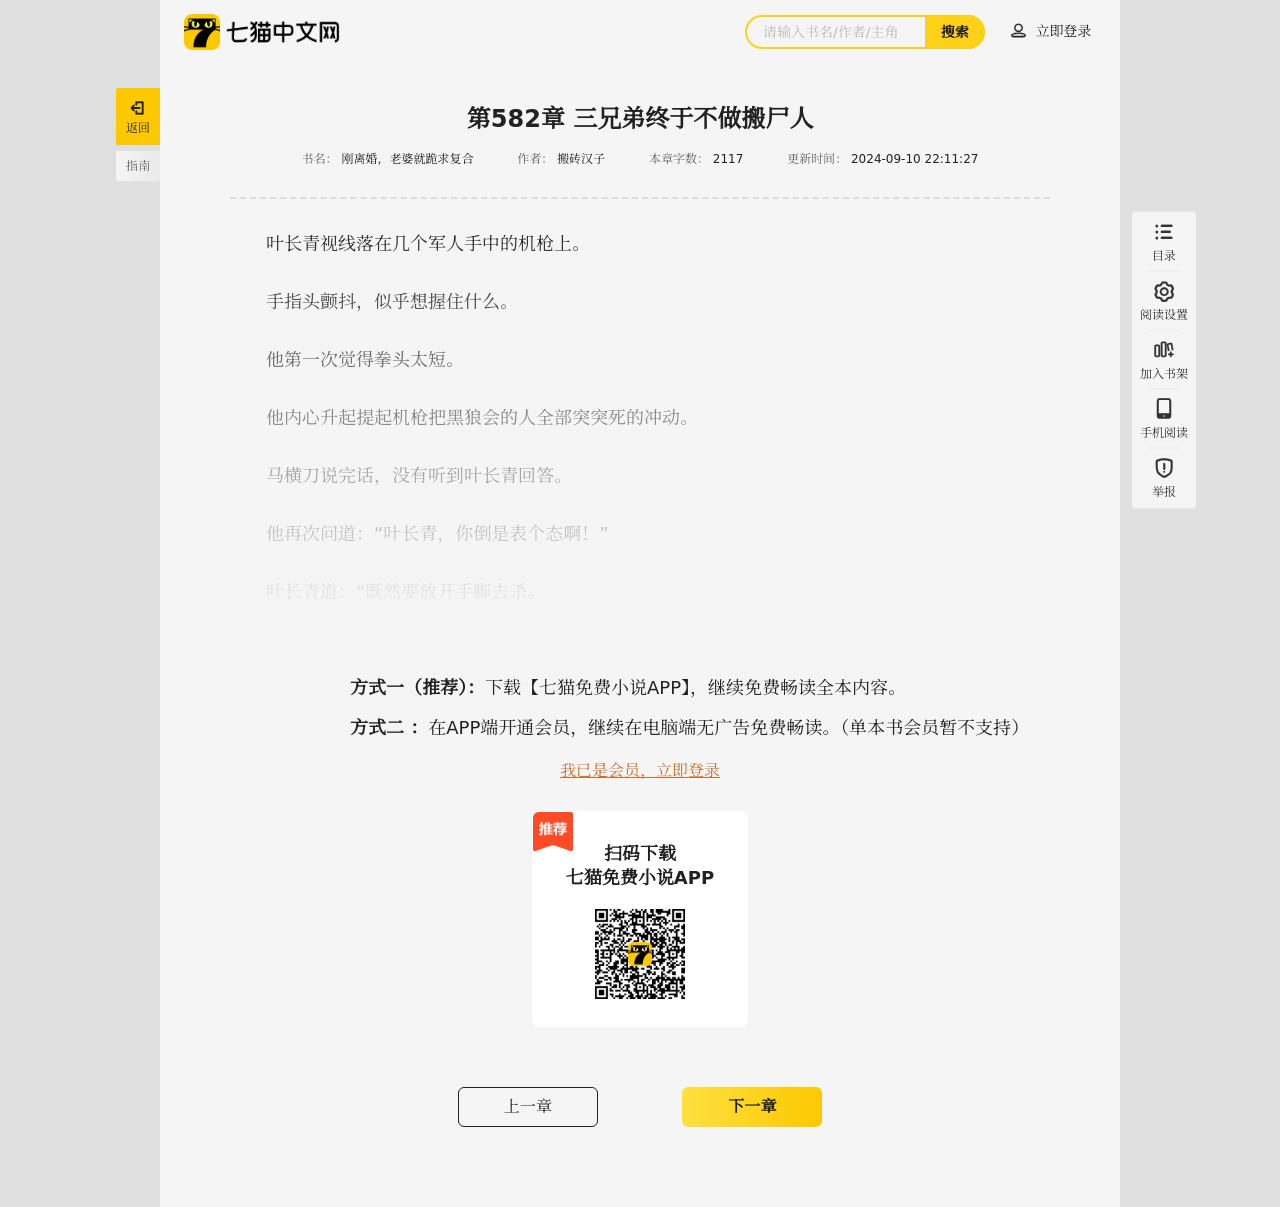 七猫中文网
请输入书名/作者/主角
搜索
立即登录
返回
指南
第582章 三兄弟终于不做搬尸人
书名： 刚离婚，老婆就跪求复合 作者： 搬砖汉子 本章字数： 2117 更新时间： 2024-09-10 22:11:27
叶长青视线落在几个军人手中的机枪上。
手指头颤抖，似乎想握住什么。
他第一次觉得拳头太短。
他内心升起提起机枪把黑狼会的人全部突突死的冲动。
马横刀说完话，没有听到叶长青回答。
他再次问道：“叶长青，你倒是表个态啊！”
叶长青道：“既然要放开手脚去杀。
目录
阅读设置
加入书架
手机阅读
举报
方式一（推荐）：下载【七猫免费小说APP】，继续免费畅读全本内容。
方式二 ：在APP端开通会员，继续在电脑端无广告免费畅读。（单本书会员暂不支持）
我已是会员，立即登录
推荐
扫码下载
七猫免费小说APP
上一章
下一章